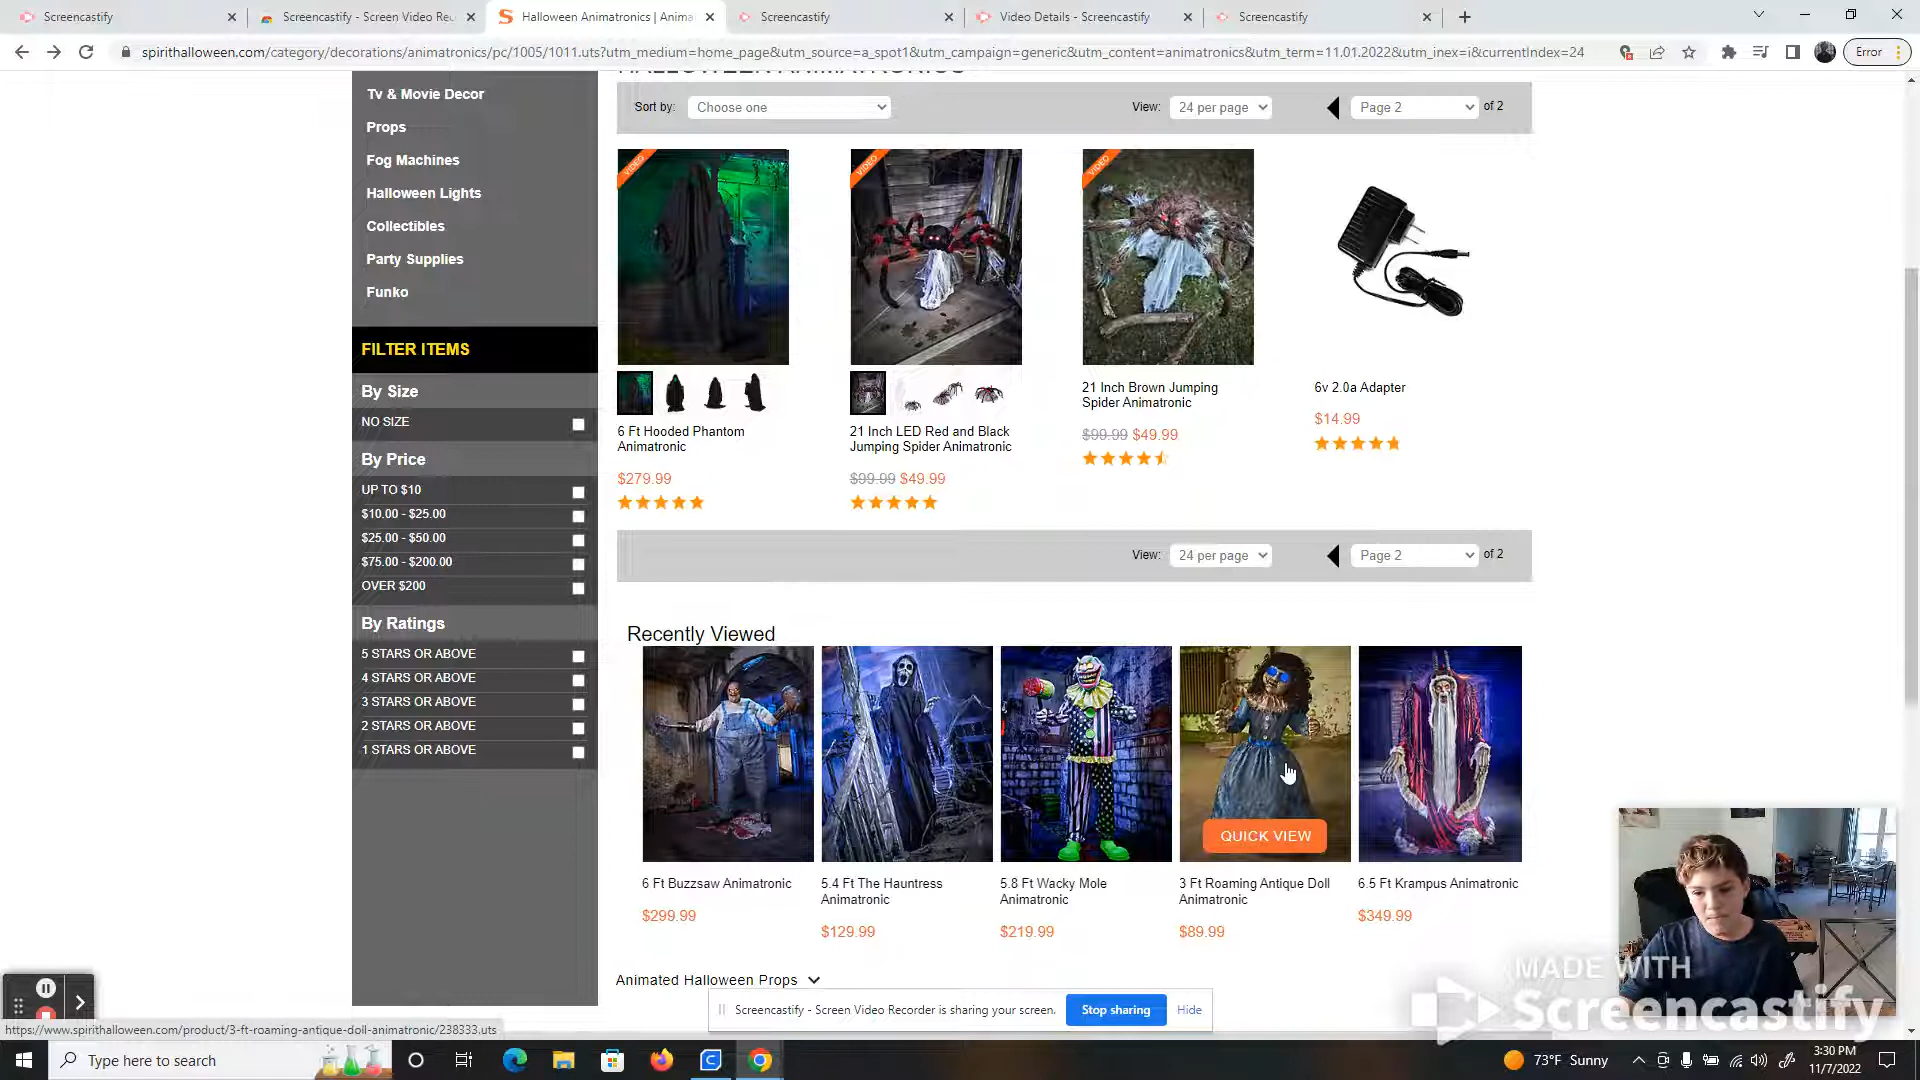 Screencastify
Screencastify - Screen Video Rec
Halloween Animatronics | Anima
Screencastify
Video Details - Screencastify
Screencastify
spirithalloween.com/category/decorations/animatronics/pc/1005/1011.uts?utm_medium=home_page&utm_source=a_spot1&utm_campaign=generic&utm_content=animatronics&utm_term=11.01.2022&utm_inex=i&currentIndex=24
Error
HALLOWEEN ANIMATRONICS
Tv & Movie Decor
Props
Fog Machines
Halloween Lights
Collectibles
Party Supplies
Funko
FILTER ITEMS
By Size
NO SIZE
By Price
UP TO $10
$10.00 - $25.00
$25.00 - $50.00
$75.00 - $200.00
OVER $200
By Ratings
5 STARS OR ABOVE
4 STARS OR ABOVE
3 STARS OR ABOVE
2 STARS OR ABOVE
1 STARS OR ABOVE
Sort by: Choose one View: 24 per page Page 2 of 2
VIDEO
VIDEO
VIDEO
6 Ft Hooded Phantom
Animatronic
$279.99
21 Inch LED Red and Black
Jumping Spider Animatronic
$99.99 $49.99
21 Inch Brown Jumping
Spider Animatronic
$99.99 $49.99
6v 2.0a Adapter
$14.99
View: 24 per page Page 2 of 2
Recently Viewed
QUICK VIEW
6 Ft Buzzsaw Animatronic
$299.99
5.4 Ft The Hauntress
Animatronic
$129.99
5.8 Ft Wacky Mole
Animatronic
$219.99
3 Ft Roaming Antique Doll
Animatronic
$89.99
6.5 Ft Krampus Animatronic
$349.99
Animated Halloween Props
MADE WITH
Screencastify
Screencastify - Screen Video Recorder is sharing your screen. Stop sharing Hide
https://www.spirithalloween.com/product/3-ft-roaming-antique-doll-animatronic/238333.uts
Type here to search
73°F Sunny
3:30 PM
11/7/2022